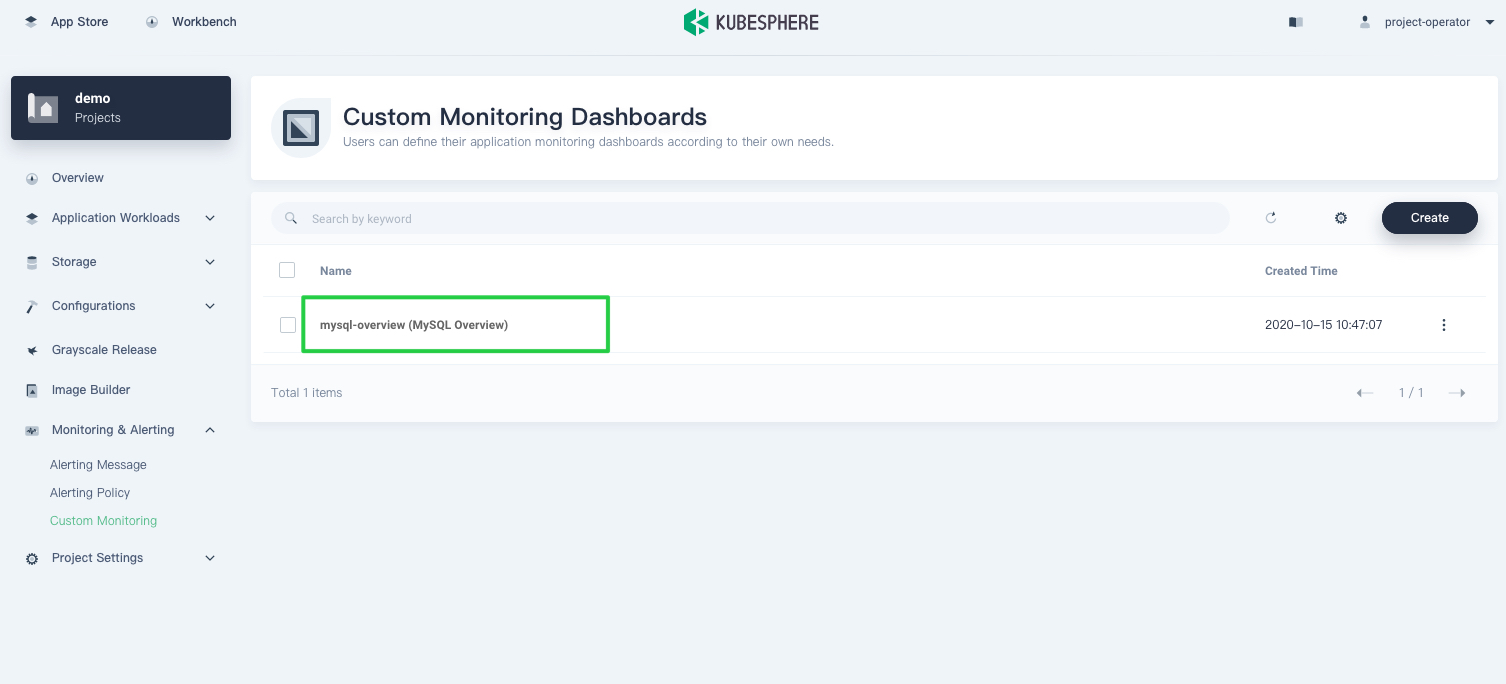 App Store
Workbench
KUBESPHERE
project-operator
demo
Projects
Overview
Application Workloads
Storage
Configurations
Grayscale Release
Image Builder
Monitoring & Alerting
Alerting Message
Alerting Policy
Custom Monitoring
Project Settings
Custom Monitoring Dashboards
Users can define their application monitoring dashboards according to their own needs.
Search by keyword
Create
Name
Created Time
mysql-overview (MySQL Overview)
2020-10-15 10:47:07
Total 1 items
1 / 1